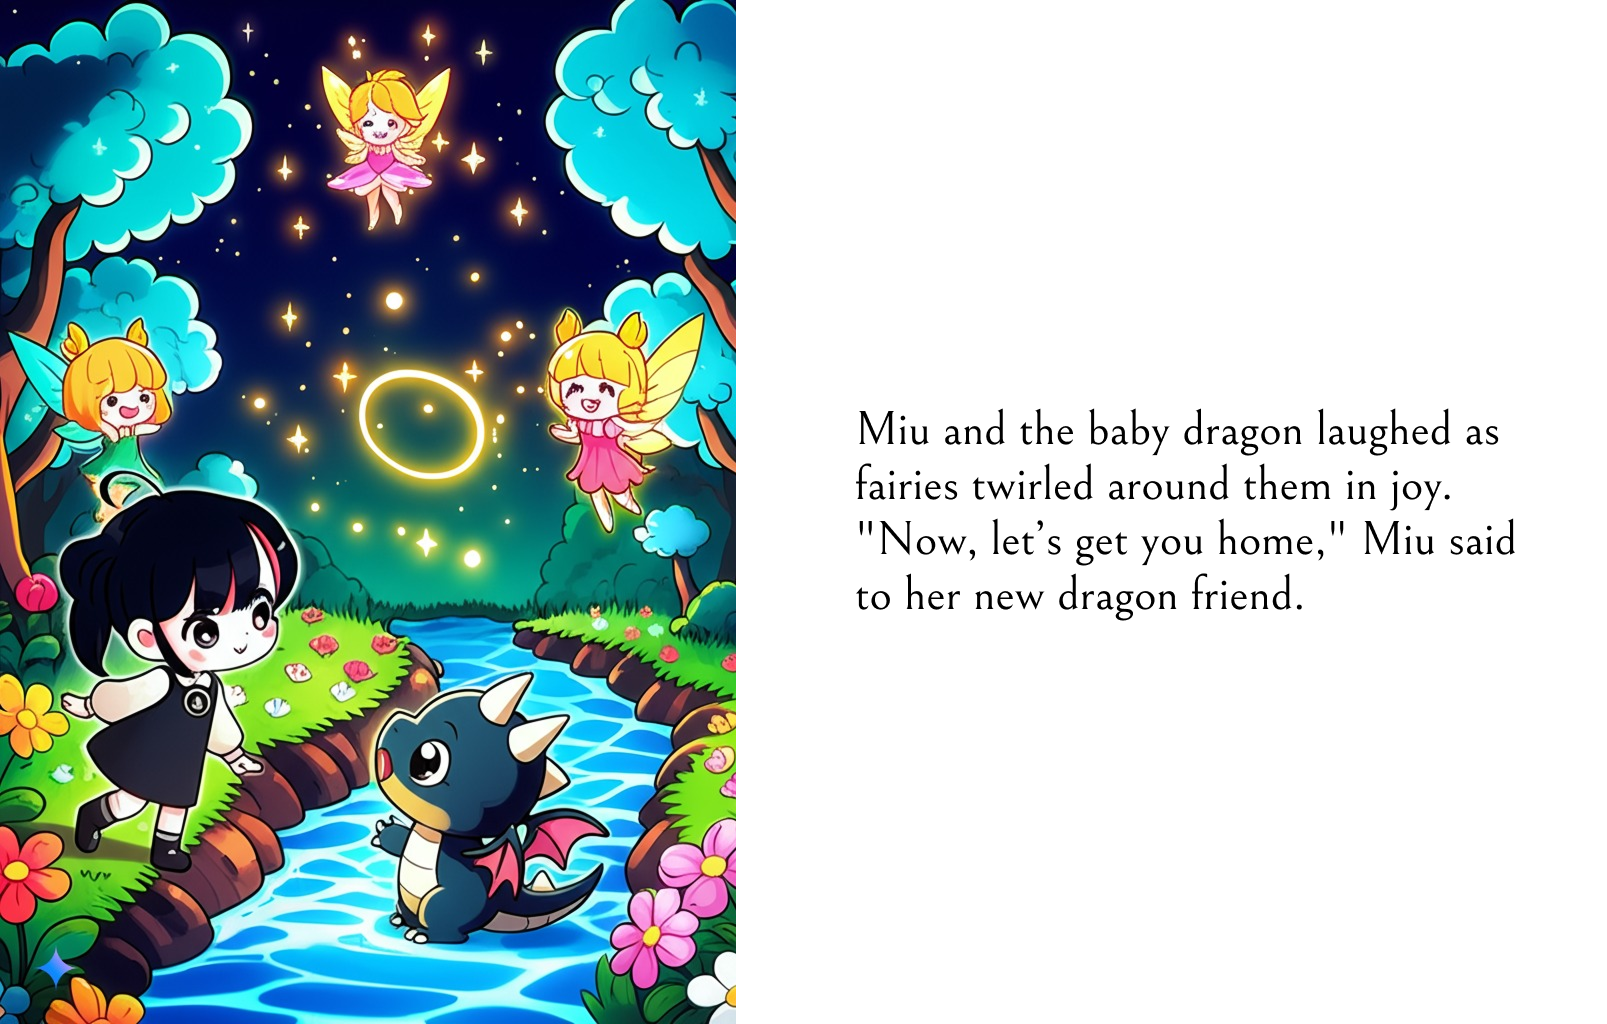 Miu and the baby dragon laughed as
fairies twirled around them in joy.
"Now, let’s get you home," Miu said
to her new dragon friend.